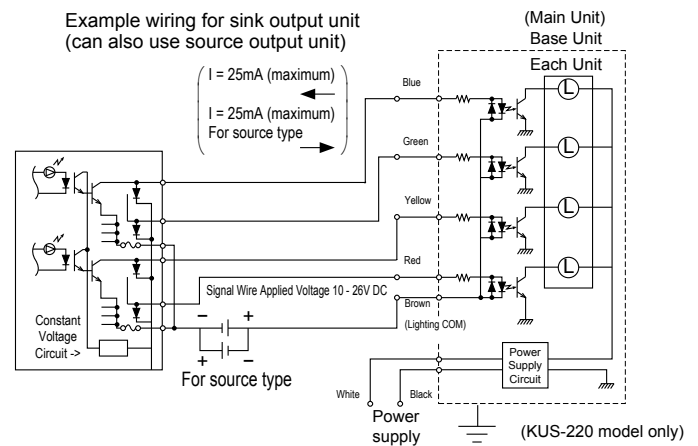 Example wiring for sink output unit
(can also use source output unit)
(Main Unit)
Base Unit
Each Unit
I = 25mA (maximum)
I = 25mA (maximum)
For source type
Blue
Green
Yellow
Red
Signal Wire Applied Voltage 10 - 26V DC
Brown
(Lighting COM)
L
L
L
L
Constant
Voltage
Circuit ->
− +
+ −
For source type
Power
Supply
Circuit
White
Black
Power
supply
(KUS-220 model only)